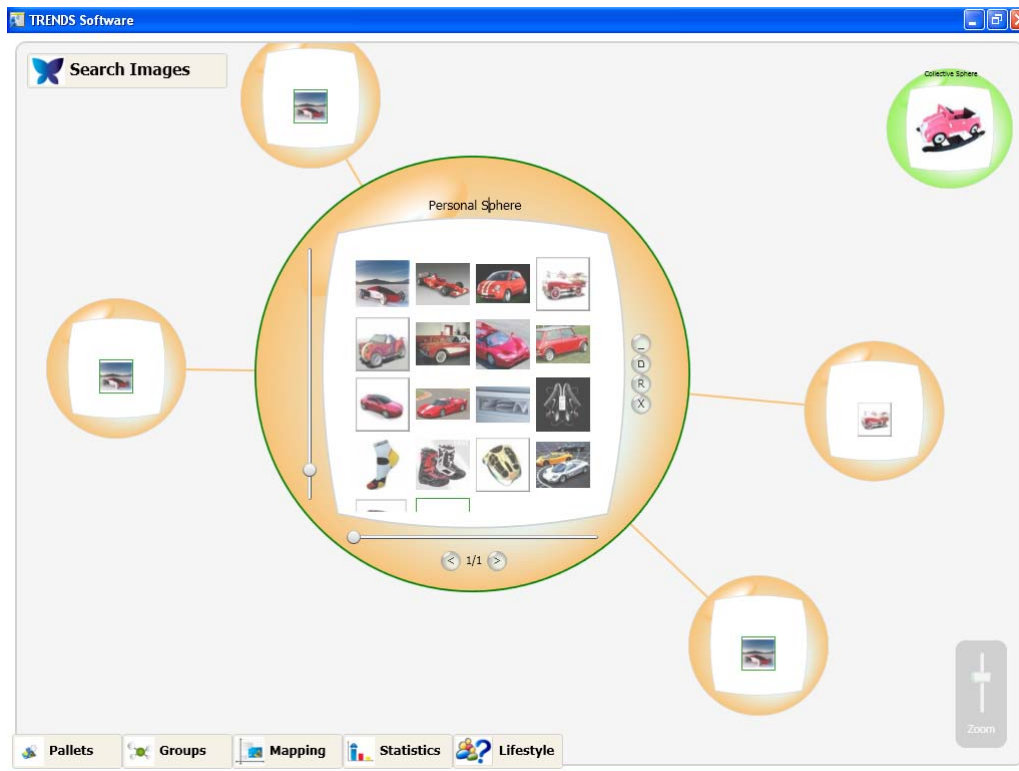 TRENDS Software
Search Images
Collective Sphere
Personal Sphere
_
D
R
X
< 1/1 >
Zoom
Pallets
Groups
Mapping
Statistics
Lifestyle